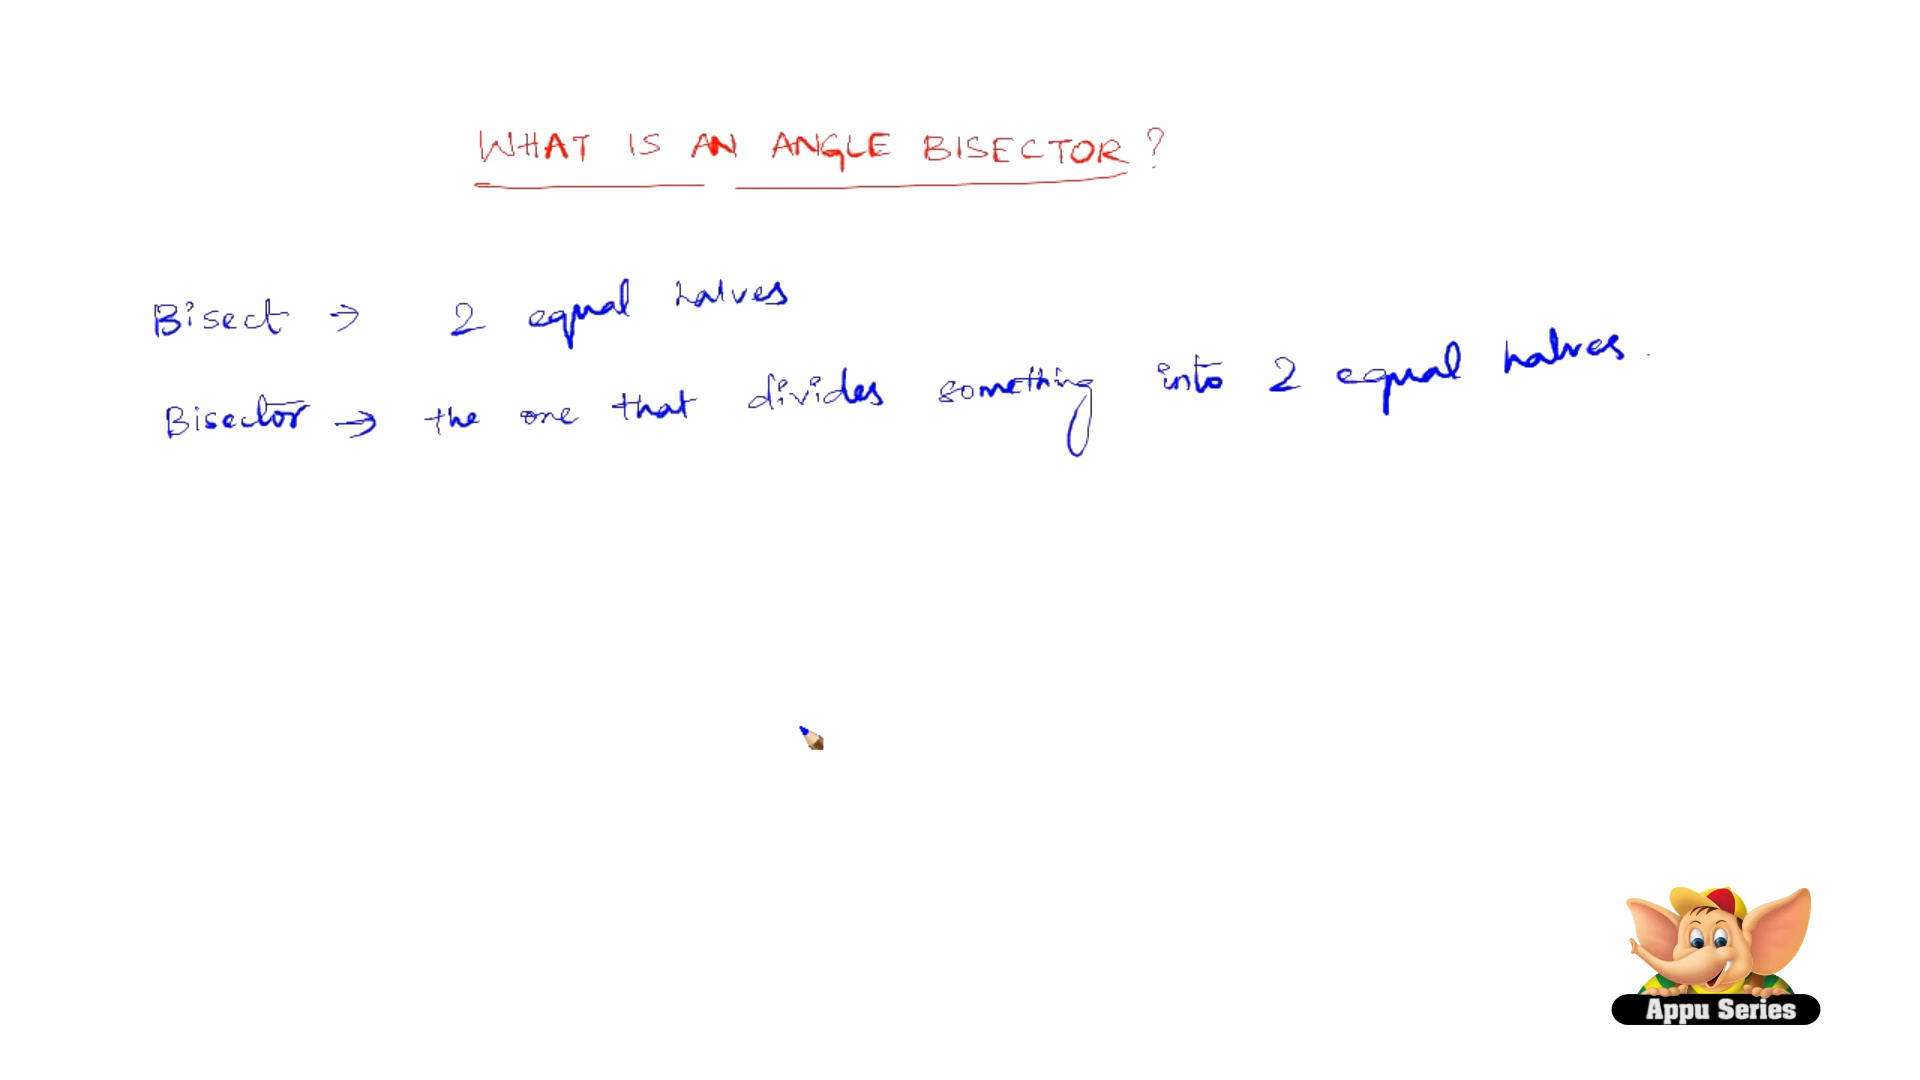 WHAT IS AN ANGLE BISECTOR?
Bisect → 2 equal halves
Bisector → the one that divides something into 2 equal halves.
Appu Series